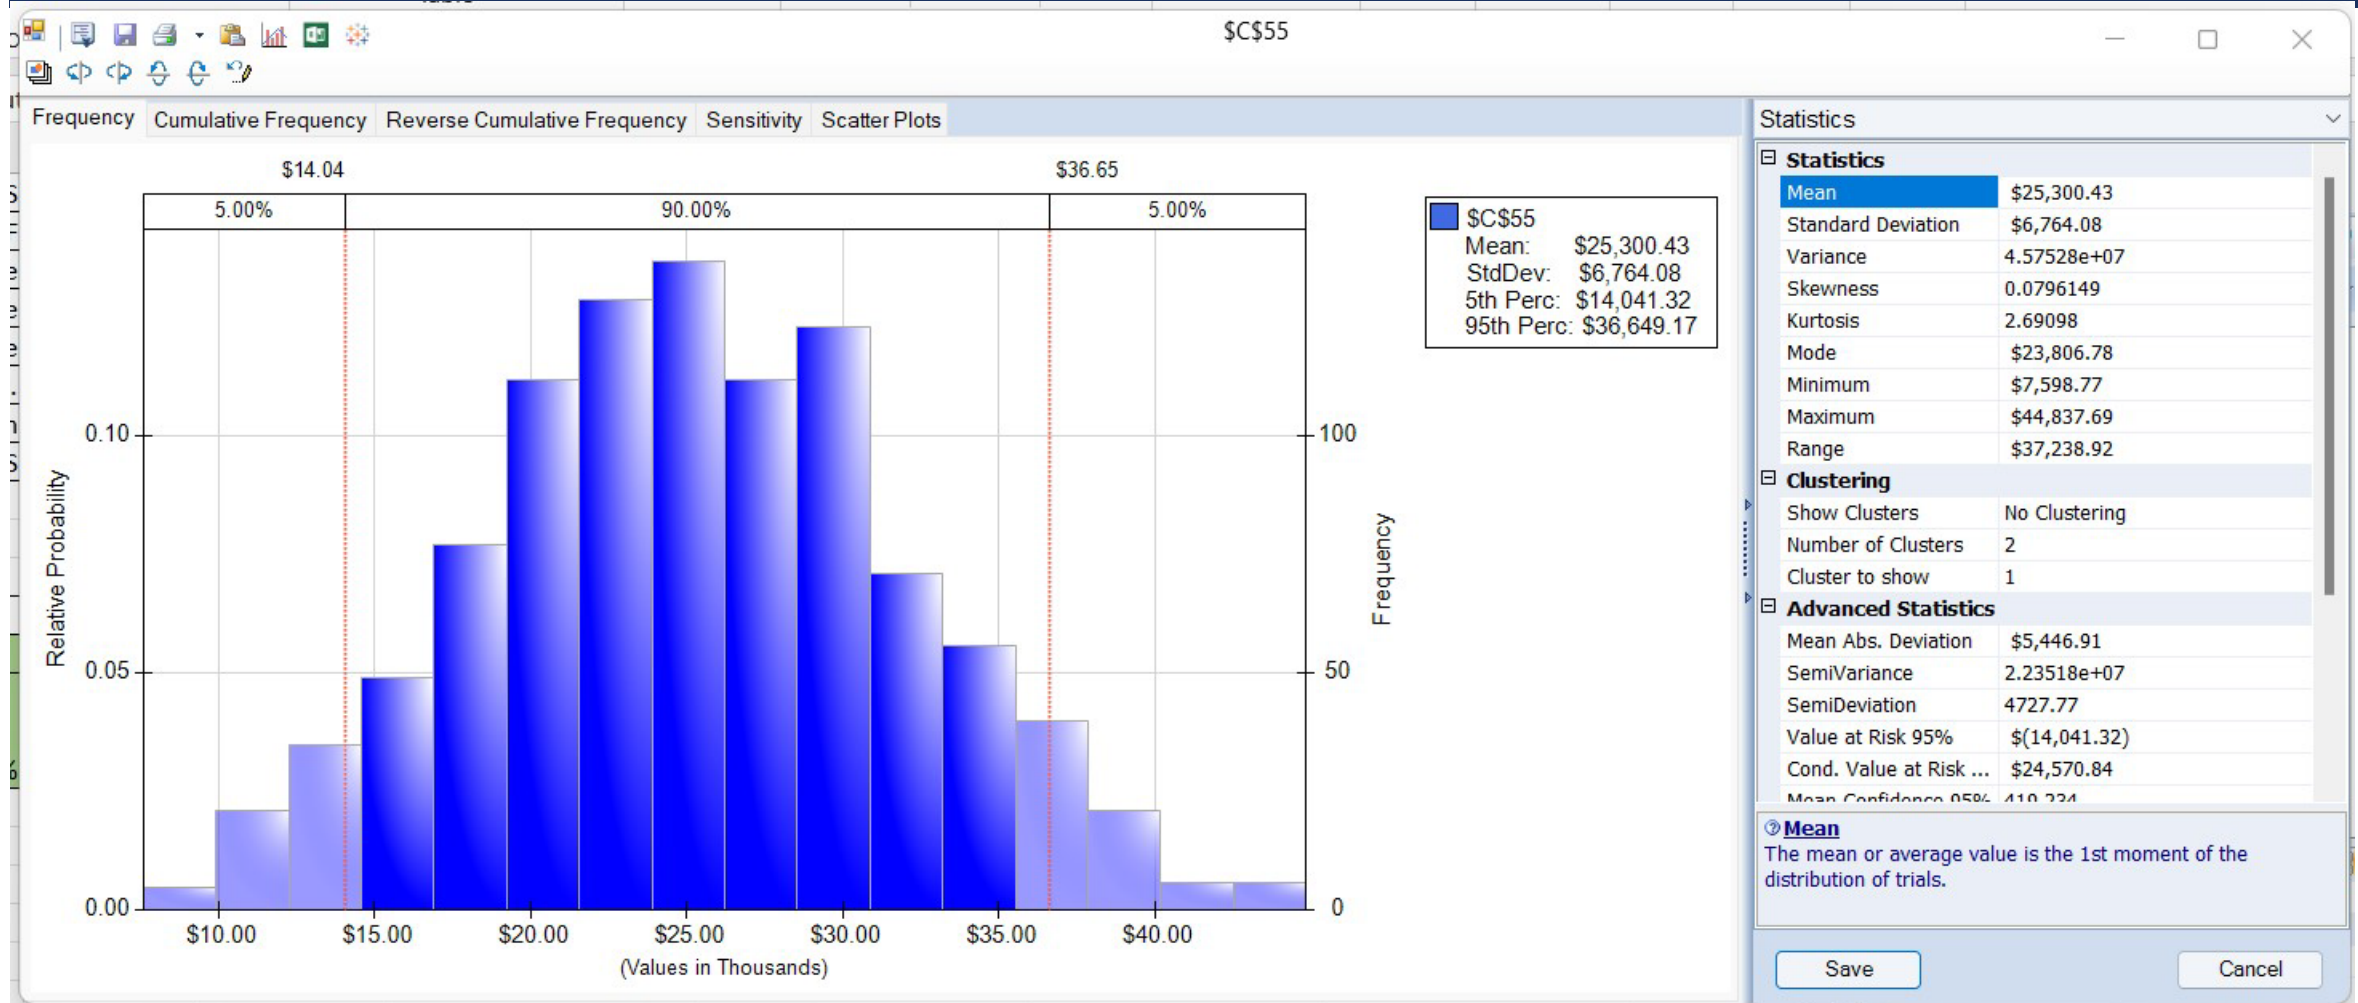 $C$55
Frequency Cumulative Frequency Reverse Cumulative Frequency Sensitivity Scatter Plots
$14.04 $36.65
5.00% 90.00% 5.00%
0.10
0.05
0.00
Relative Probability
100
50
0
Frequency
$10.00 $15.00 $20.00 $25.00 $30.00 $35.00 $40.00
(Values in Thousands)
$C$55
Mean: $25,300.43
StdDev: $6,764.08
5th Perc: $14,041.32
95th Perc: $36,649.17
Statistics
Statistics
Mean $25,300.43
Standard Deviation $6,764.08
Variance 4.57528e+07
Skewness 0.0796149
Kurtosis 2.69098
Mode $23,806.78
Minimum $7,598.77
Maximum $44,837.69
Range $37,238.92
Clustering
Show Clusters No Clustering
Number of Clusters 2
Cluster to show 1
Advanced Statistics
Mean Abs. Deviation $5,446.91
SemiVariance 2.23518e+07
SemiDeviation 4727.77
Value at Risk 95% $(14,041.32)
Cond. Value at Risk ... $24,570.84
Mean Confidence 95% 419.234
Mean
The mean or average value is the 1st moment of the
distribution of trials.
Save Cancel